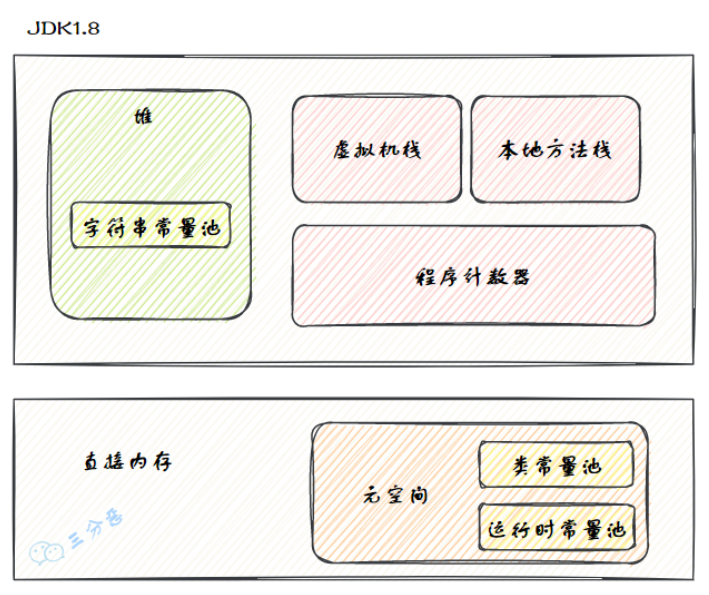 JDK1.8
堆
字符串常量池
虚拟机栈
本地方法栈
程序计数器
直接内存
元空间
类常量池
运行时常量池
三分恶